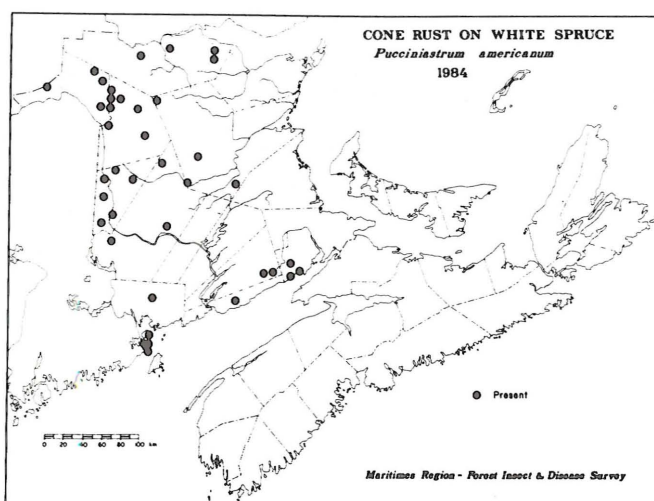 CONE RUST ON WHITE SPRUCE
Pucciniastrum americanum
1984
Present
0 20 40 60 80 100 km
Maritimes Region - Forest Insect & Disease Survey